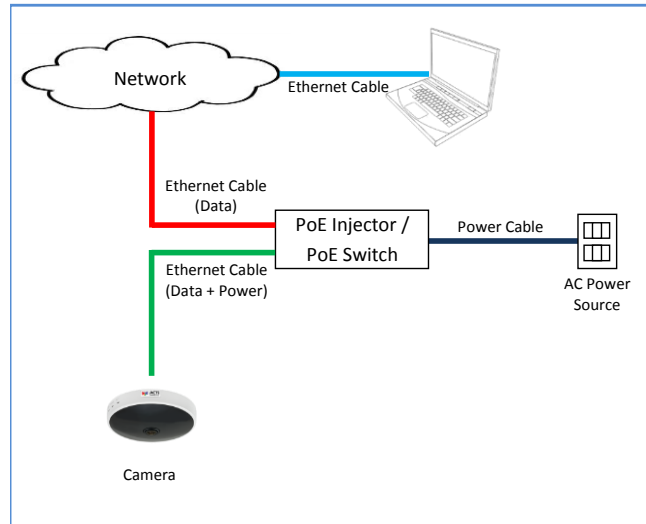 Network
Ethernet Cable
Ethernet Cable
(Data)
PoE Injector /
PoE Switch
Power Cable
Ethernet Cable
(Data + Power)
AC Power
Source
ACTi
Camera